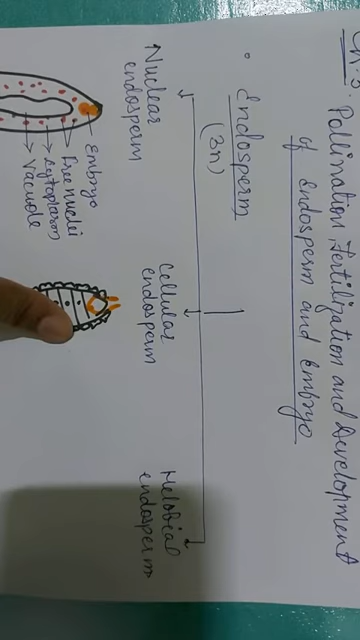 Ch. 3. Pollination Fertilization and Development
of Endosperm and Embryo
Endosperm
(3n)
Nuclear
endosperm
Cellular
endosperm
Helobial
endosperm
Embryo
Free nuclei
cytoplasm
Vacuole